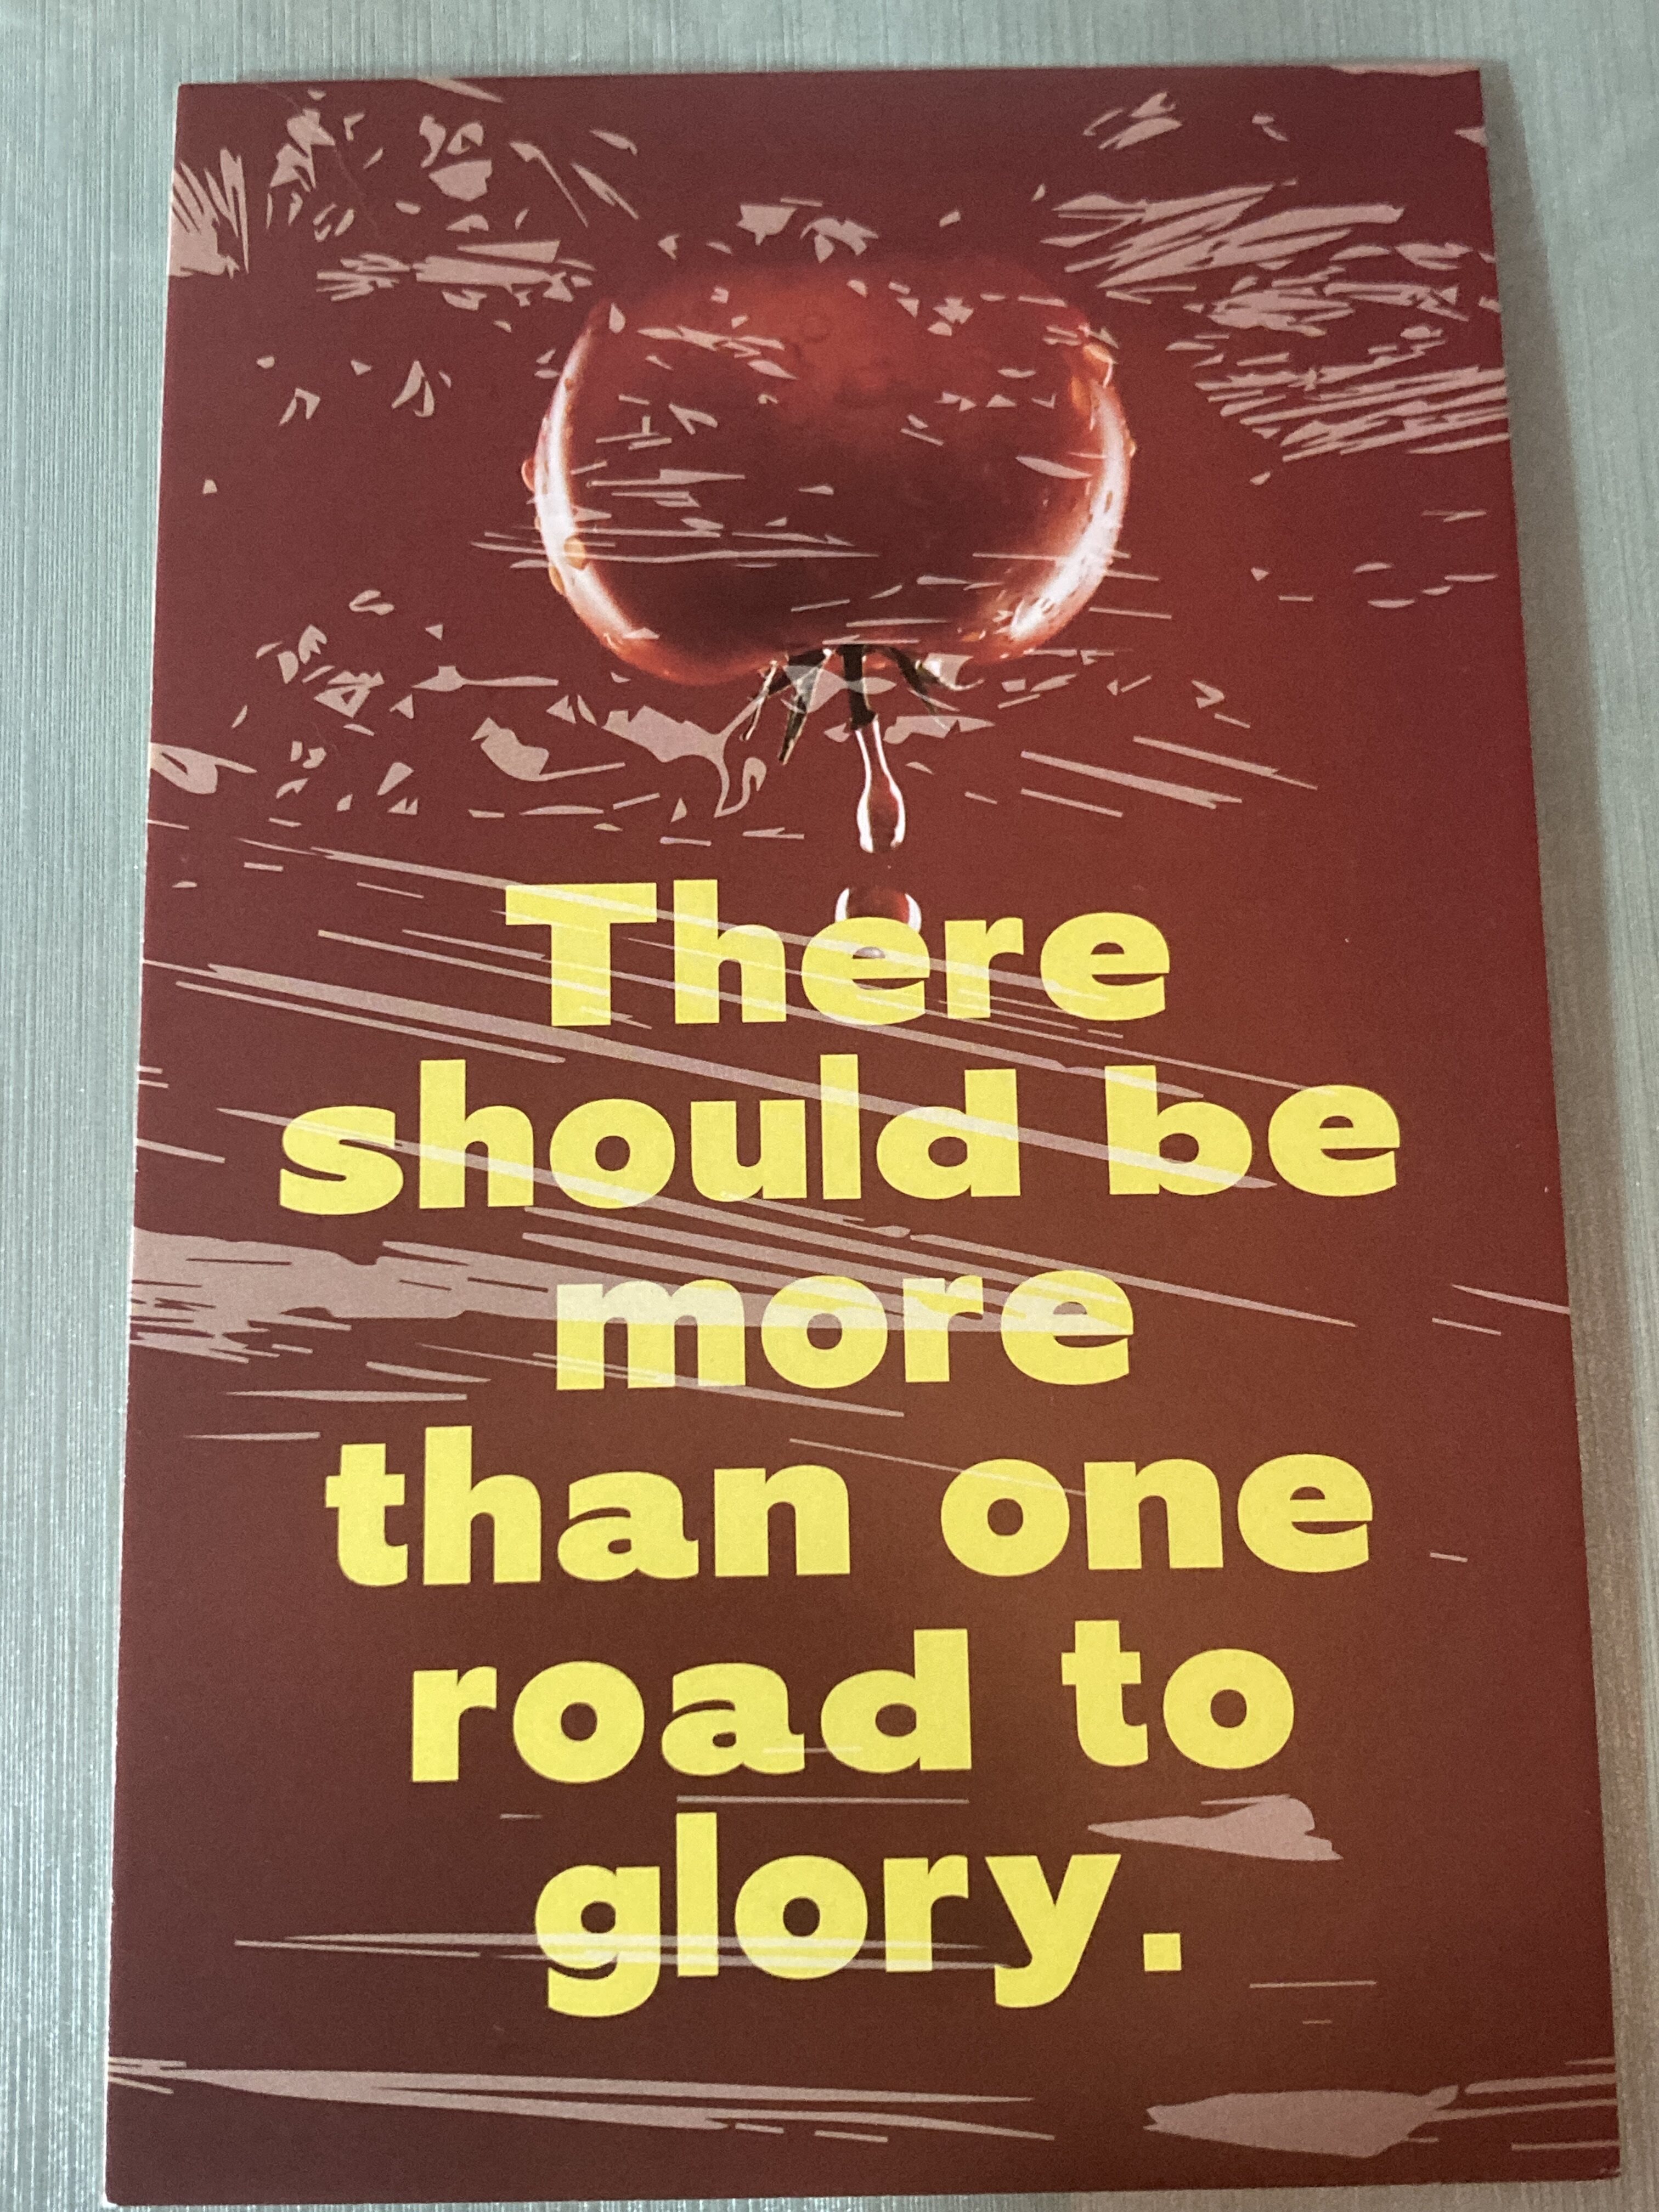 There
should be
more
than one
road to
glory.